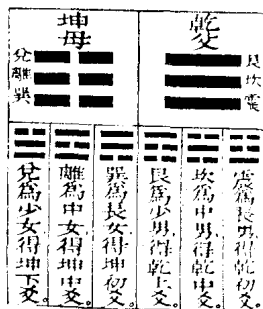 乾父
艮
坎
震
坤母
兌
離
巽
震為長男得乾初爻。
坎為中男得乾中爻。
艮為少男得乾上爻。
巽為長女得坤初爻。
離為中女得坤中爻。
兌為少女得坤下爻。